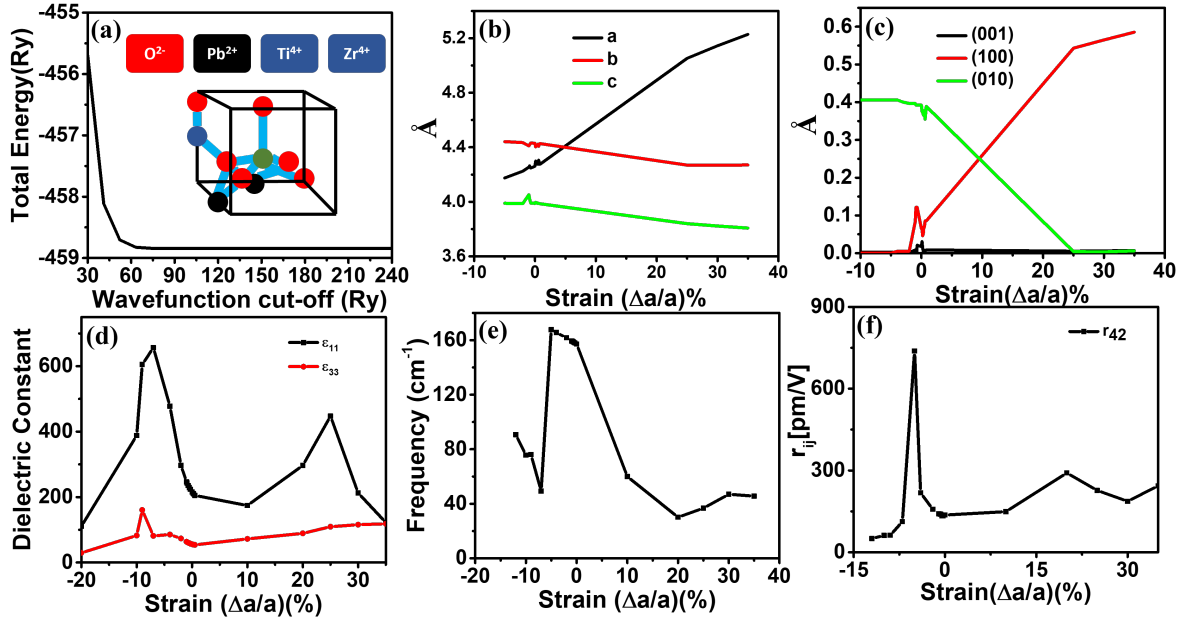 (a)
O2-
Pb2+
Ti4+
Zr4+
Total Energy(Ry)
-455
-456
-457
-458
-459
30 60 90 120 150 180 210 240
Wavefunction cut-off (Ry)
(b)
a
b
c
Å
5.2
4.8
4.4
4.0
3.6
-10 0 10 20 30 40
Strain (Δa/a)%
(c)
(001)
(100)
(010)
Å
0.6
0.5
0.4
0.3
0.2
0.1
0.0
-10 0 10 20 30 40
Strain(Δa/a)%
(d)
ε11
ε33
Dielectric Constant
600
400
200
0
-20 -10 0 10 20 30
Strain (Δa/a)(%)
(e)
Frequency (cm-1)
160
120
80
40
0
-20 -10 0 10 20 30
Strain (Δa/a)(%)
(f)
r42
rij[pm/V]
900
750
600
450
300
150
0
-15 0 15 30
Strain (Δa/a)(%)